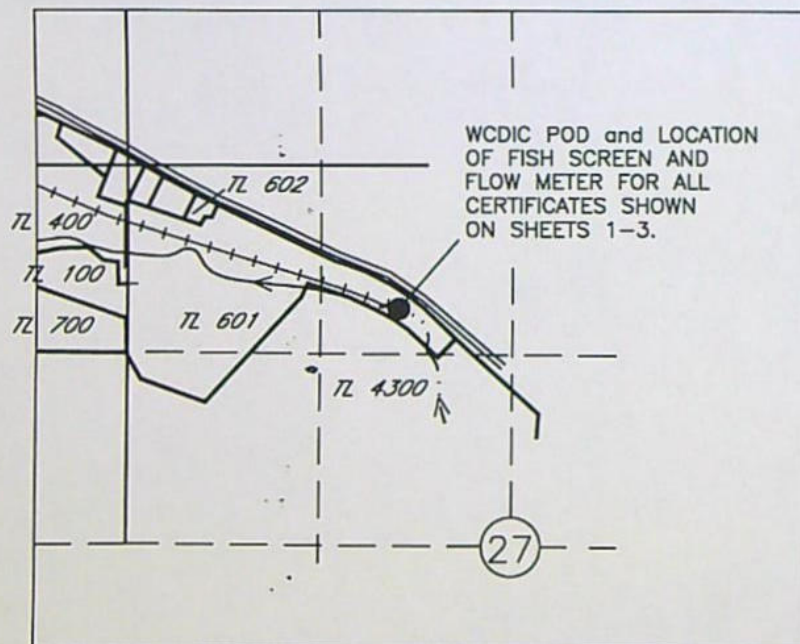 WCDIC POD and LOCATION
OF FISH SCREEN AND
FLOW METER FOR ALL
CERTIFICATES SHOWN
ON SHEETS 1-3.
TL 602
TL 400
TL 100
TL 700
TL 601
TL 4300
27